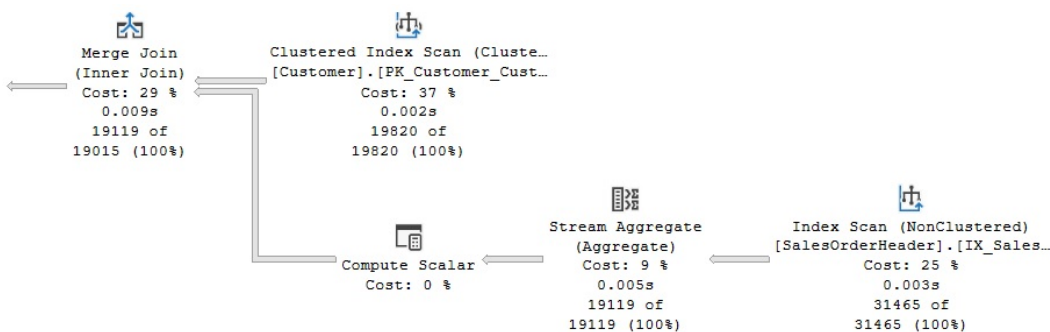 Merge Join
(Inner Join)
Cost: 29 %
0.009s
19119 of
19015 (100%)
Clustered Index Scan (Cluste…
[Customer].[PK_Customer_Cust…
Cost: 37 %
0.002s
19820 of
19820 (100%)
Compute Scalar
Cost: 0 %
Stream Aggregate
(Aggregate)
Cost: 9 %
0.005s
19119 of
19119 (100%)
Index Scan (NonClustered)
[SalesOrderHeader].[IX_Sales…
Cost: 25 %
0.003s
31465 of
31465 (100%)